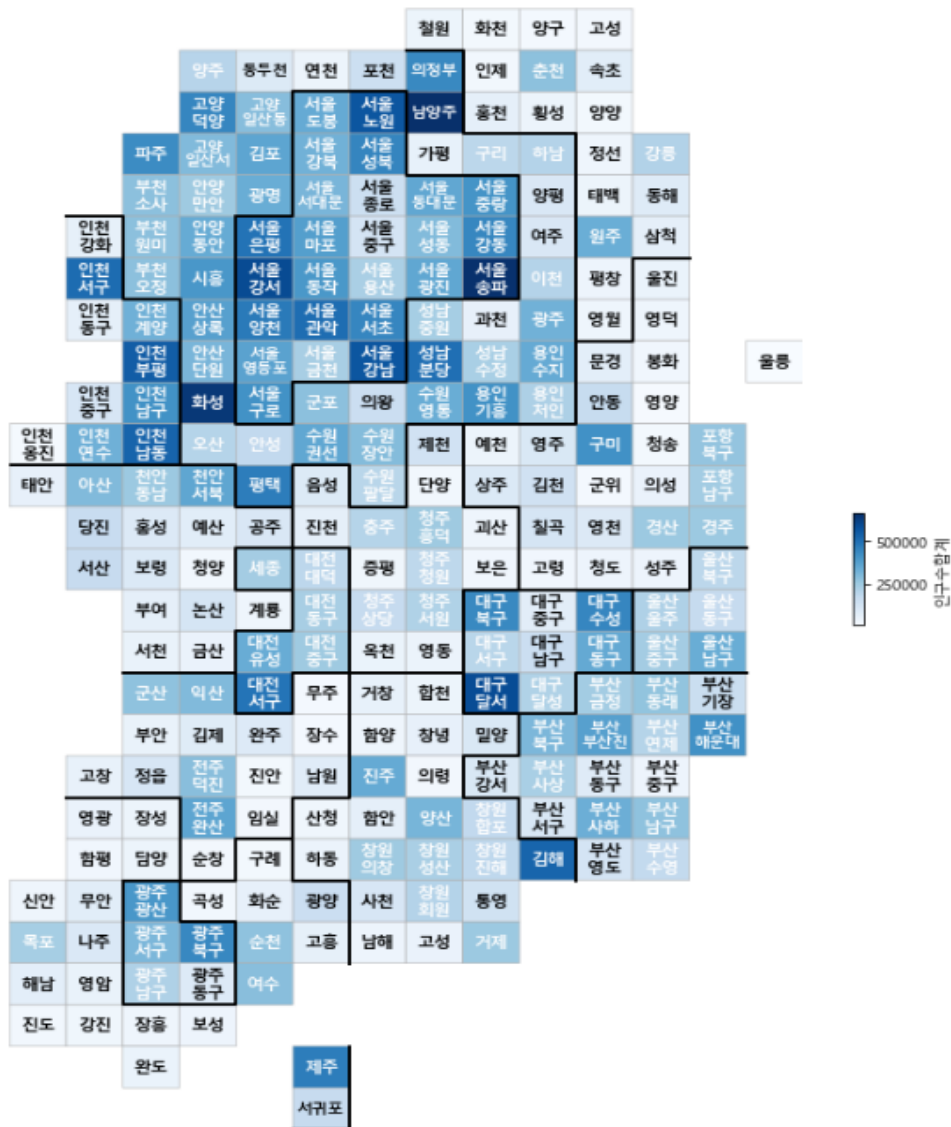 철원 화천 양구 고성
양주 동두천 연천 포천 의정부 인제 춘천 속초
고양 고양 서울 서울 남양주 홍천 횡성 양양
덕양 일산동 도봉 노원
파주 고양 김포 서울 서울 가평 구리 하남 정선 강릉
일산서 강북 성북
부천 안양 광명 서울 서울 서울 서울 양평 태백 동해
소사 만안 서대문 종로 동대문 중랑
인천 부천 안양 서울 서울 서울 서울 서울 여주 원주 삼척
강화 원미 동안 은평 마포 중구 성동 강동
인천 부천 시흥 서울 서울 서울 서울 서울 이천 평창 울진
서구 오정 강서 동작 용산 광진 송파
인천 인천 안산 서울 서울 서울 성남 과천 광주 영월 영덕
동구 계양 상록 양천 관악 서초 중원
인천 안산 서울 서울 서울 성남 성남 용인 문경 봉화 울릉
부평 단원 영등포 금천 강남 분당 수정 수지
인천 인천 화성 서울 군포 의왕 수원 용인 용인 안동 영양
중구 남구 구로 영통 기흥 처인
인천 인천 인천 오산 안성 수원 수원 제천 예천 영주 구미 청송 포항
옹진 연수 남동 권선 장안 북구
태안 아산 천안 천안 평택 음성 수원 단양 상주 김천 군위 의성 포항
동남 서북 팔달 남구
당진 홍성 예산 공주 진천 충주 청주 괴산 칠곡 영천 경산 경주
흥덕
서산 보령 청양 세종 대전 증평 청주 보은 고령 청도 성주 울산
대덕 청원 북구
부여 논산 계룡 대전 청주 청주 대구 대구 대구 울산 울산
동구 상당 서원 북구 중구 수성 울주 동구
서천 금산 대전 대전 옥천 영동 대구 대구 대구 울산 울산
유성 중구 서구 남구 동구 중구 남구
군산 익산 대전 무주 거창 합천 대구 대구 부산 부산 부산
서구 달서 달성 금정 동래 기장
부안 김제 완주 장수 함양 창녕 밀양 부산 부산 부산 부산
북구 부산진 연제 해운대
고창 정읍 전주 진안 남원 진주 의령 부산 부산 부산 부산
덕진 강서 사상 동구 중구
영광 장성 전주 임실 산청 함안 양산 창원 부산 부산 부산
완산 합포 서구 사하 남구
함평 담양 순창 구례 하동 창원 창원 창원 김해 부산 부산
의창 성산 진해 영도 수영
신안 무안 광주 곡성 화순 광양 사천 창원 통영
광산 회원
목포 나주 광주 광주 순천 고흥 남해 고성 거제
서구 북구
해남 영암 광주 광주 여수
남구 동구
진도 강진 장흥 보성
완도 제주
서귀포
500000
250000
인구수합계